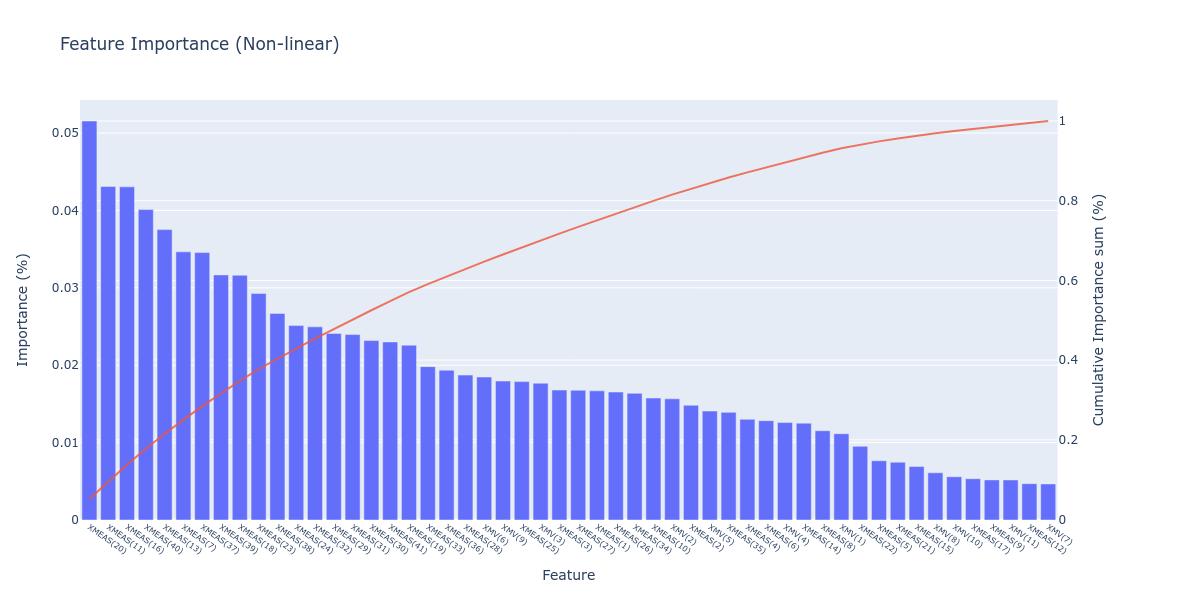 Feature Importance (Non-linear)
0.05
0.04
0.03
0.02
0.01
0
1
0.8
0.6
0.4
0.2
0
Importance (%)
Cumulative Importance sum (%)
XMEAS(20)
XMEAS(11)
XMEAS(16)
XMEAS(40)
XMEAS(13)
XMEAS(7)
XMEAS(37)
XMEAS(39)
XMEAS(18)
XMEAS(23)
XMEAS(38)
XMEAS(24)
XMEAS(32)
XMEAS(29)
XMEAS(31)
XMEAS(30)
XMEAS(41)
XMEAS(19)
XMEAS(33)
XMEAS(36)
XMEAS(28)
XMV(6)
XMV(9)
XMEAS(25)
XMV(3)
XMEAS(3)
XMEAS(27)
XMEAS(1)
XMEAS(26)
XMEAS(34)
XMEAS(10)
XMV(2)
XMEAS(2)
XMV(5)
XMEAS(35)
XMEAS(4)
XMEAS(6)
XMV(4)
XMEAS(14)
XMEAS(8)
XMV(1)
XMEAS(22)
XMEAS(5)
XMEAS(21)
XMEAS(15)
XMV(8)
XMV(10)
XMEAS(17)
XMEAS(9)
XMV(11)
XMEAS(12)
XMV(7)
Feature